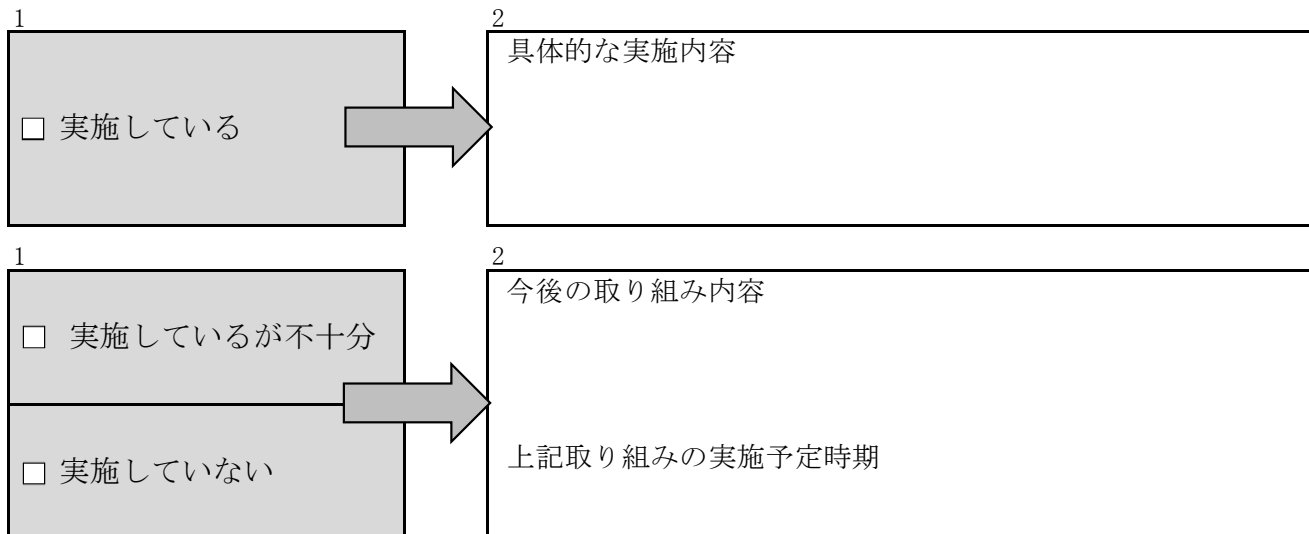 1
2
具体的な実施内容
□ 実施している
1
2
今後の取り組み内容
□ 実施しているが不十分
上記取り組みの実施予定時期
□ 実施していない